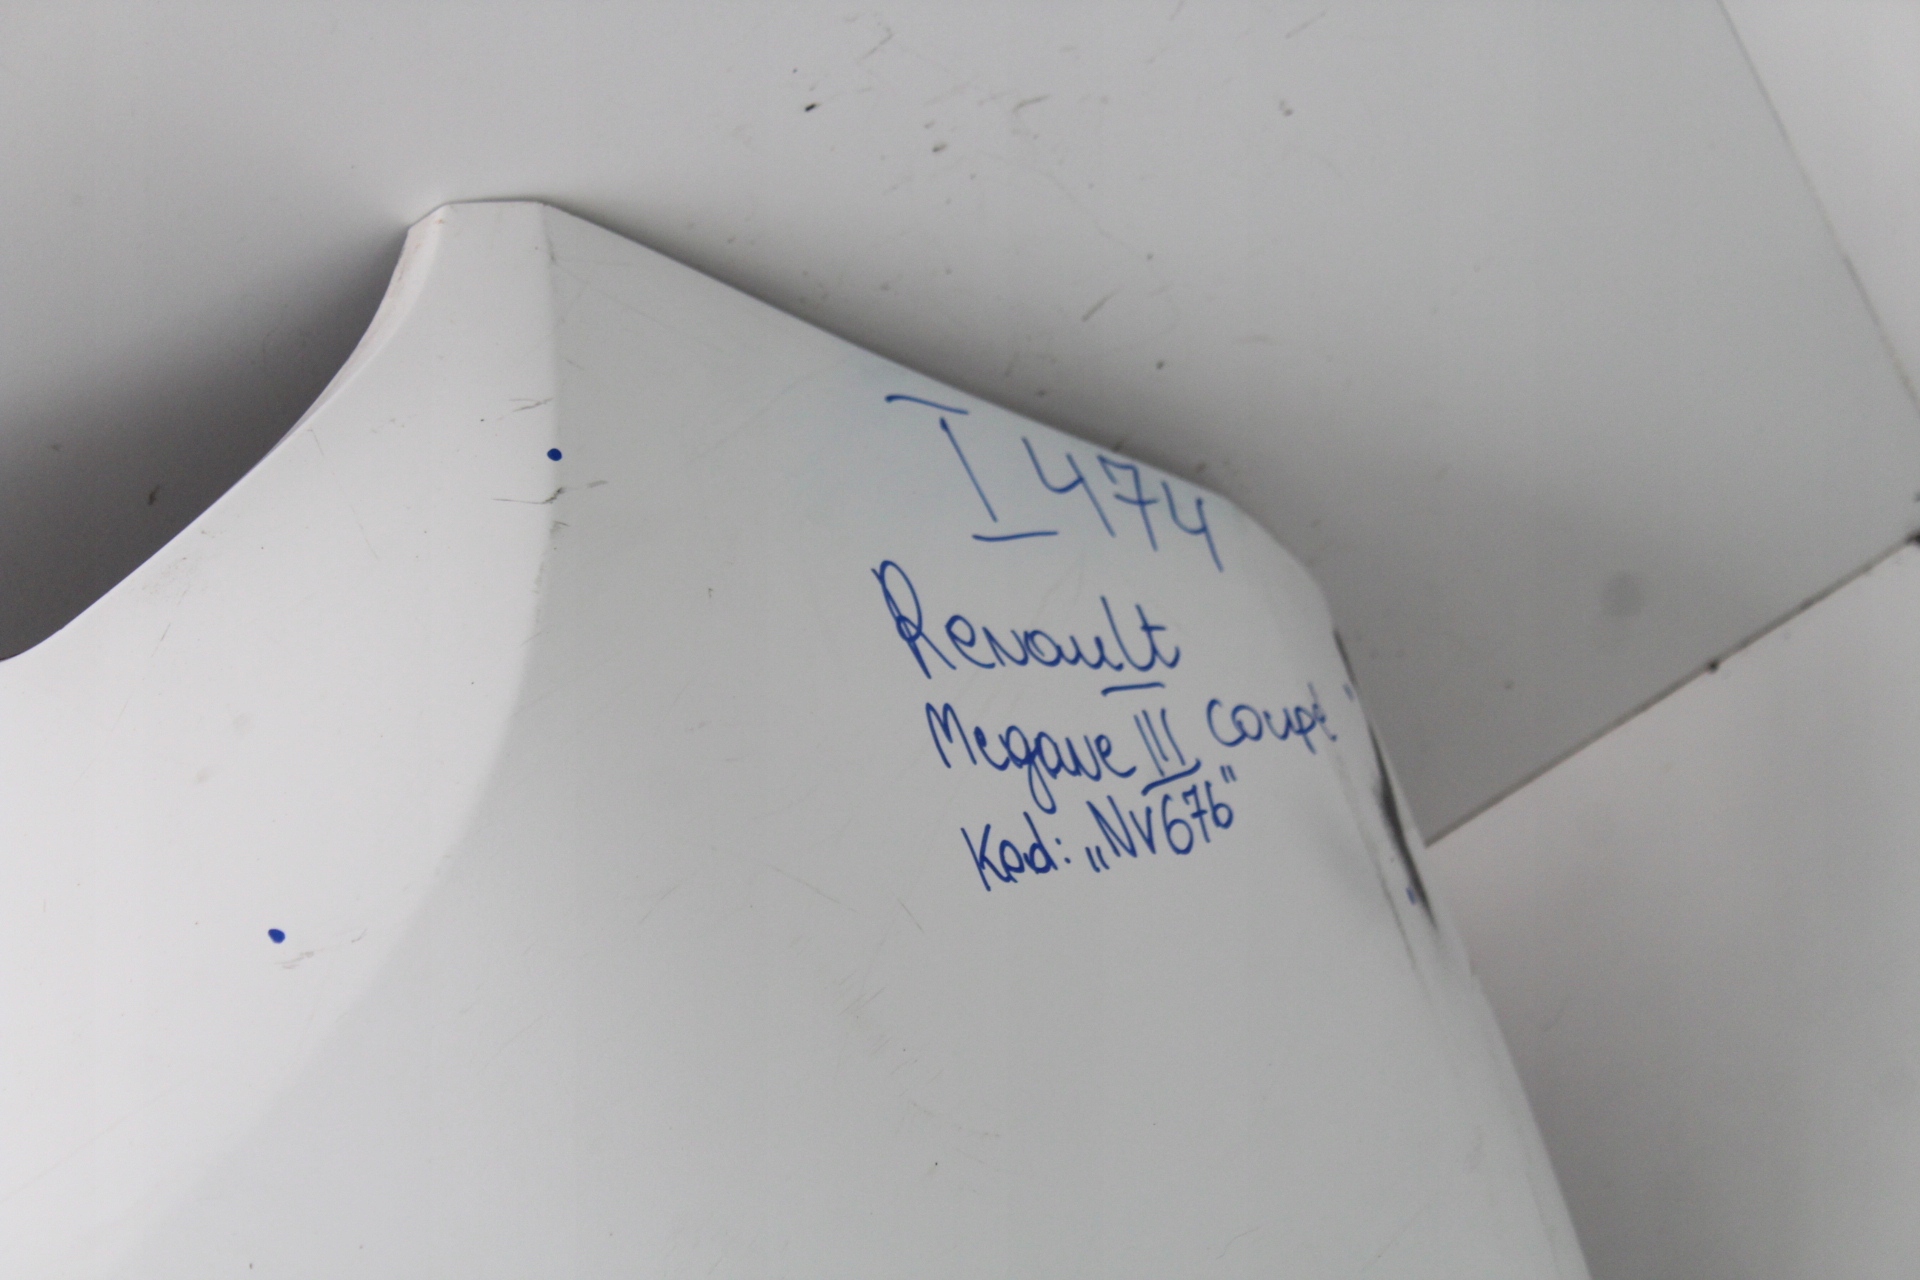 I 474
Renault
Megane III coupe"
Kod: „NV676"